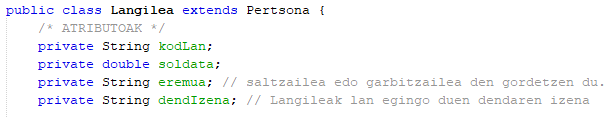 public class Langilea extends Pertsona {
/* ATRIBUTOAK */
private String kodLan;
private double soldata;
private String eremua; // saltzailea edo garbitzailea den gordetzen du.
private String dendIzena; // Langileak lan egingo duen dendaren izena